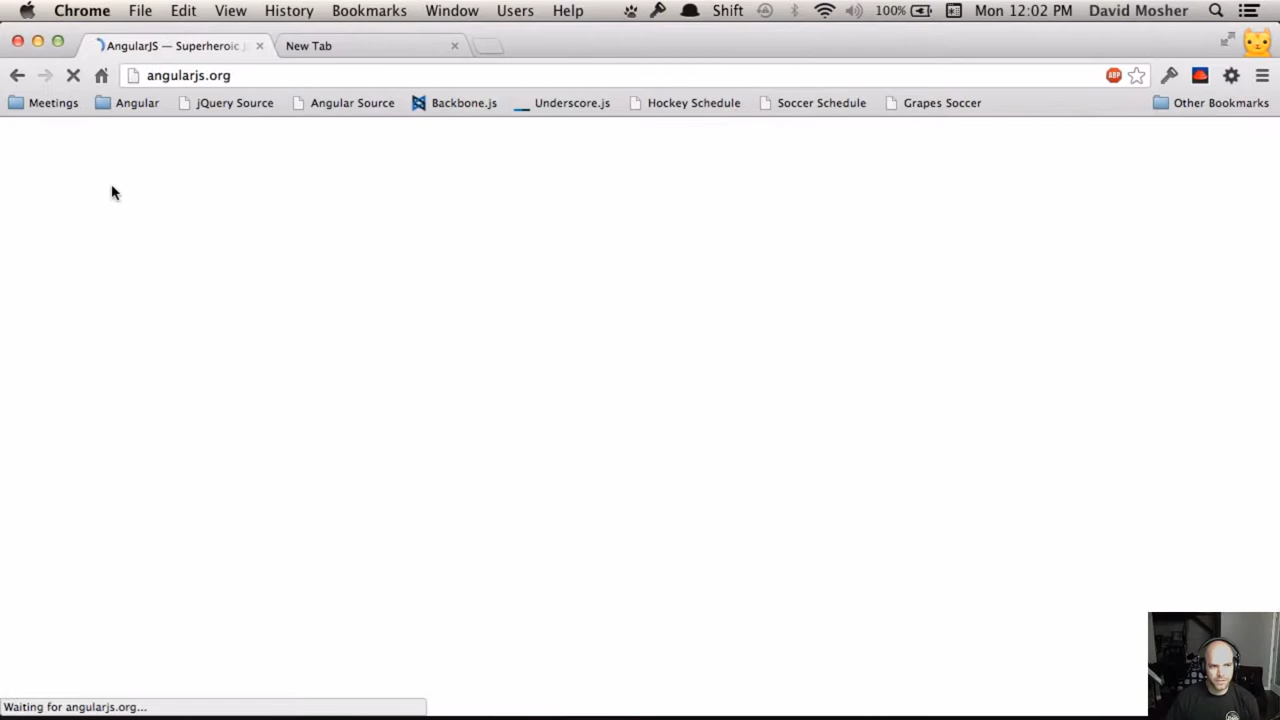 Chrome File Edit View History Bookmarks Window Users Help Shift 100% Mon 12:02 PM David Mosher
AngularJS — Superheroic J New Tab
angularjs.org ABP
Meetings Angular jQuery Source Angular Source Backbone.js Underscore.js Hockey Schedule Soccer Schedule Grapes Soccer Other Bookmarks
Waiting for angularjs.org...